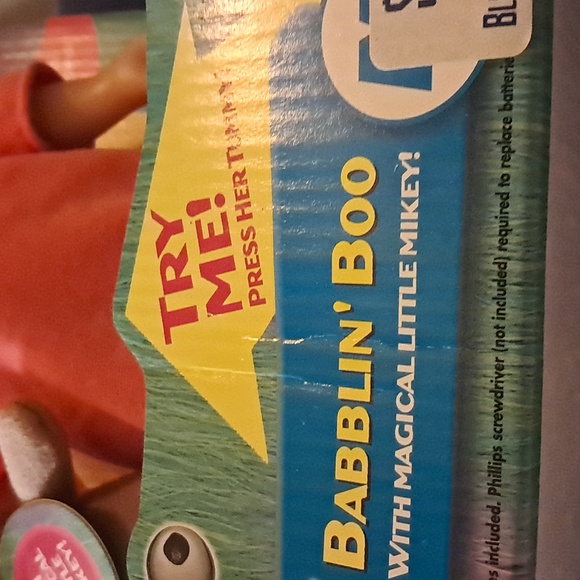 TRY
ME!
PRESS HER TUMMY
BABBLIN' BOO
WITH MAGICAL LITTLE MIKEY!
included. Phillips screwdriver (not included) required to replace